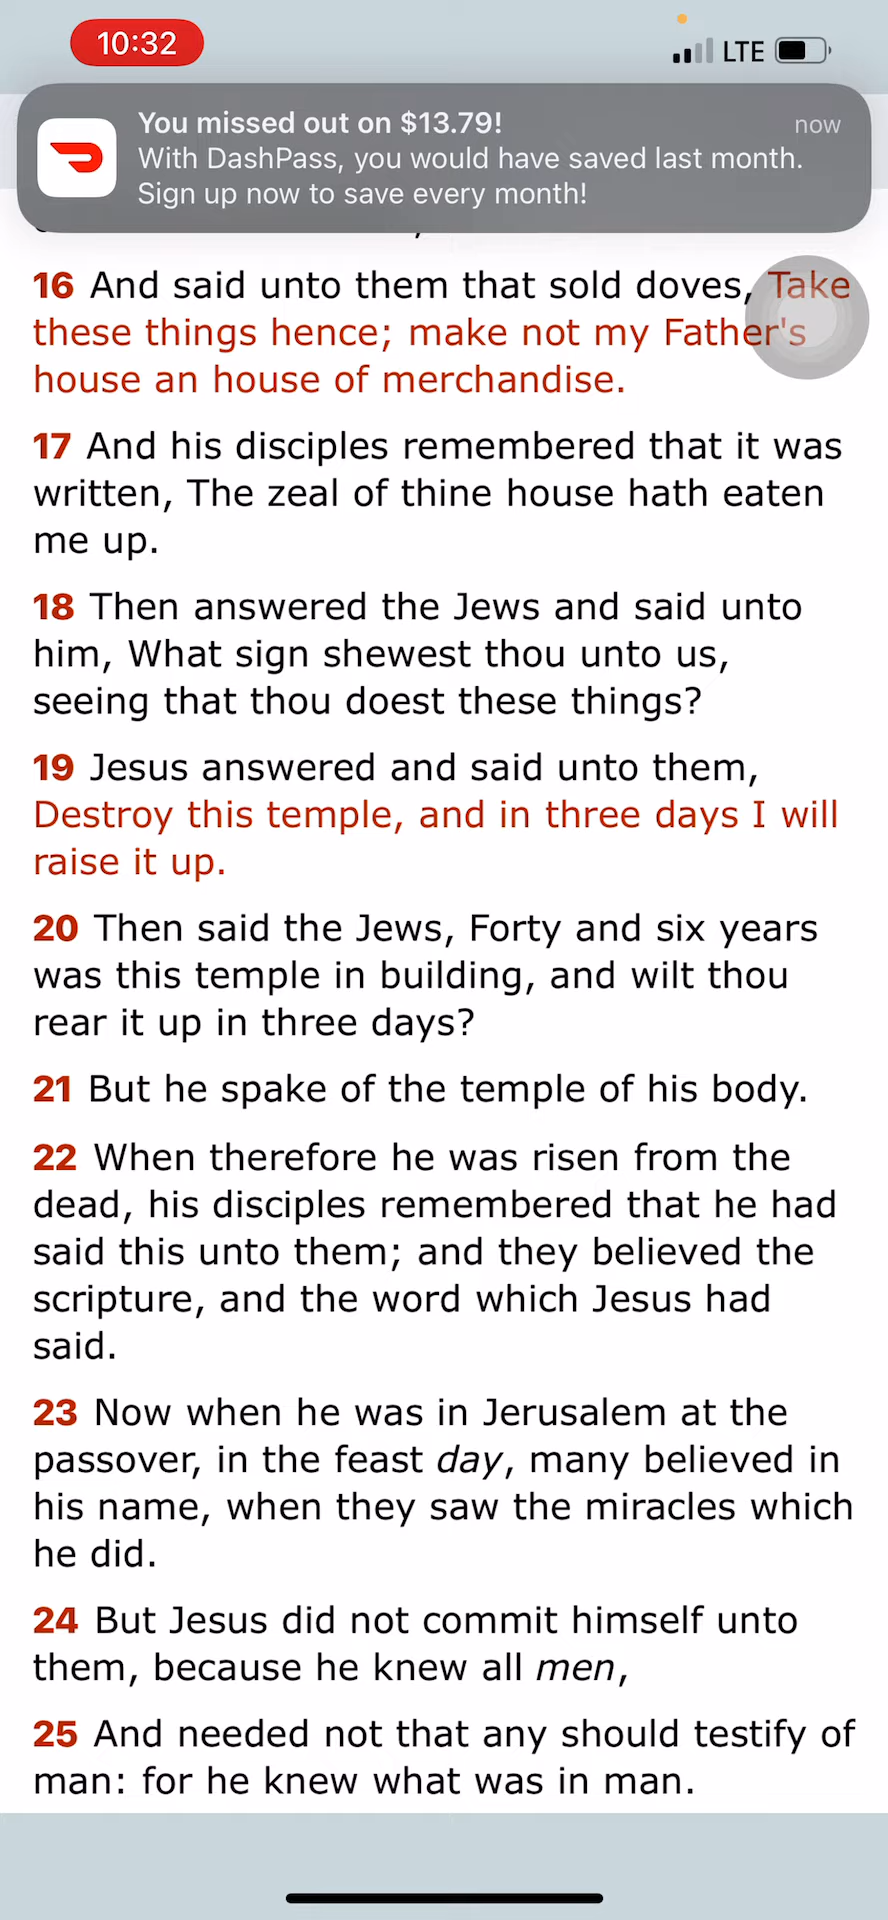 10:32
LTE
You missed out on $13.79!
now
With DashPass, you would have saved last month.
Sign up now to save every month!
16 And said unto them that sold doves, Take
these things hence; make not my Father's
house an house of merchandise.
17 And his disciples remembered that it was
written, The zeal of thine house hath eaten
me up.
18 Then answered the Jews and said unto
him, What sign shewest thou unto us,
seeing that thou doest these things?
19 Jesus answered and said unto them,
Destroy this temple, and in three days I will
raise it up.
20 Then said the Jews, Forty and six years
was this temple in building, and wilt thou
rear it up in three days?
21 But he spake of the temple of his body.
22 When therefore he was risen from the
dead, his disciples remembered that he had
said this unto them; and they believed the
scripture, and the word which Jesus had
said.
23 Now when he was in Jerusalem at the
passover, in the feast day, many believed in
his name, when they saw the miracles which
he did.
24 But Jesus did not commit himself unto
them, because he knew all men,
25 And needed not that any should testify of
man: for he knew what was in man.